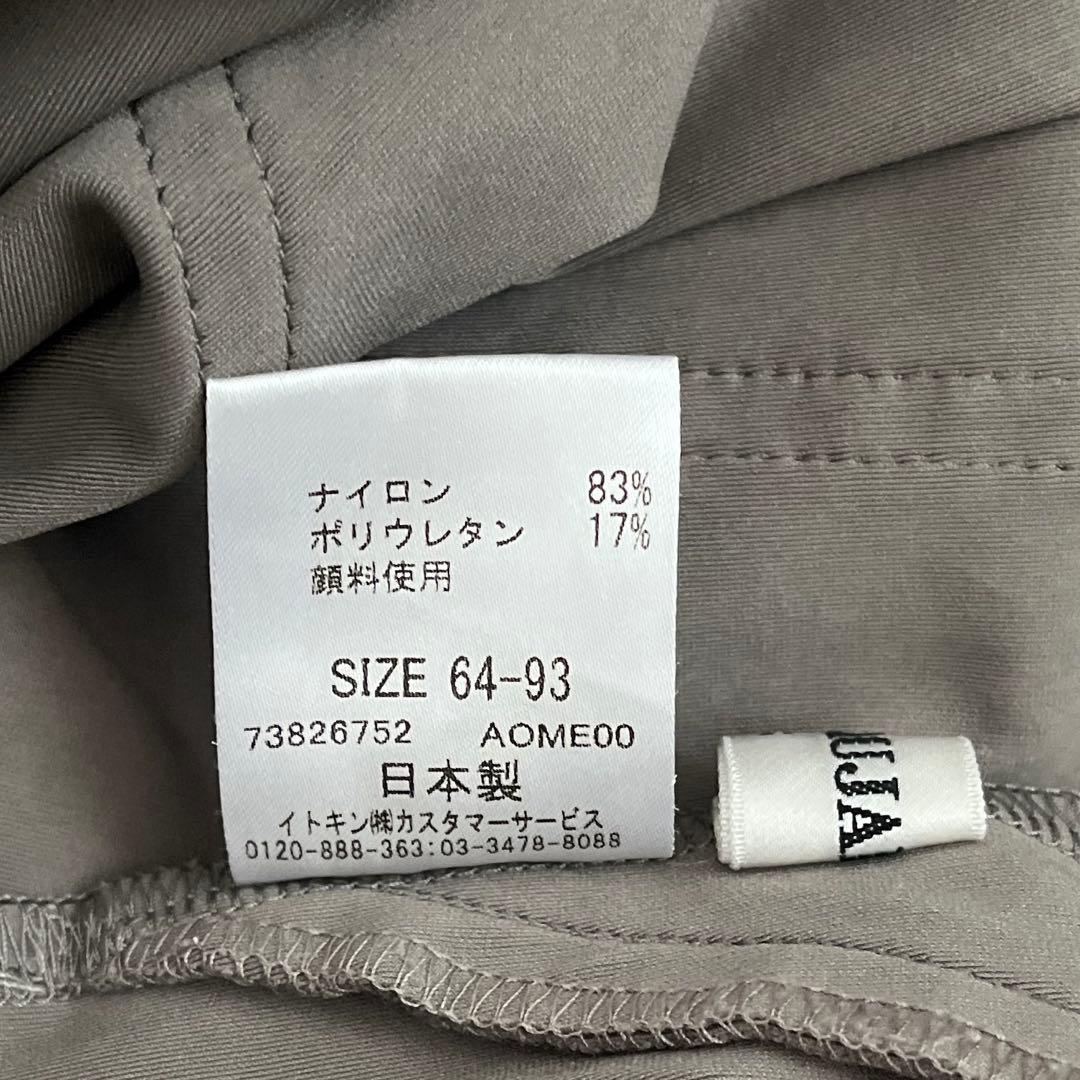 ナイロン 83%
ポリウレタン 17%
顔料使用
SIZE 64-93
73826752 AOME00
日本製
イトキン㈱カスタマーサービス
0120-888-363:03-3478-8088
UJA